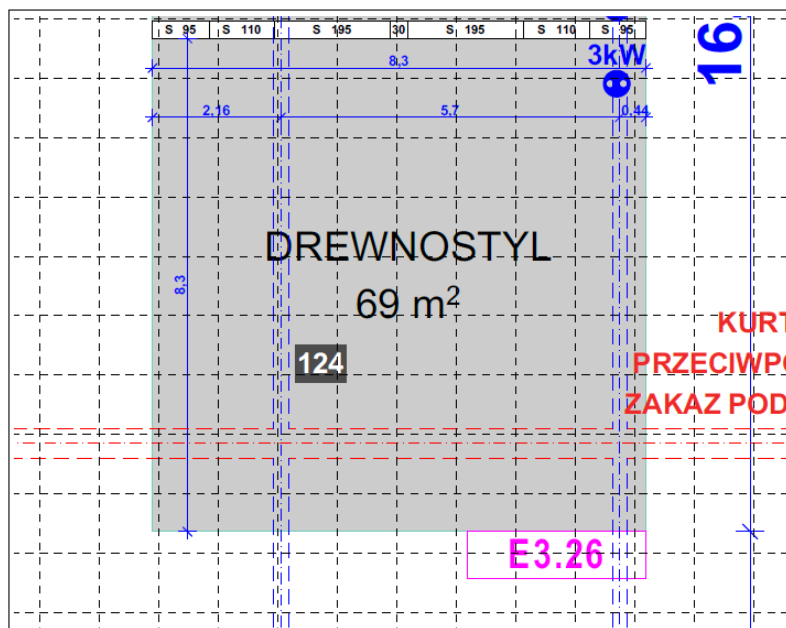 S 95 S 110 S 195 30 S 195 S 110 S 95
8,3
3kW
16
2,16 5,7 0,44
8,3
DREWNOSTYL
69 m²
124
KURT
PRZECIWPO
ZAKAZ POD
E3.26